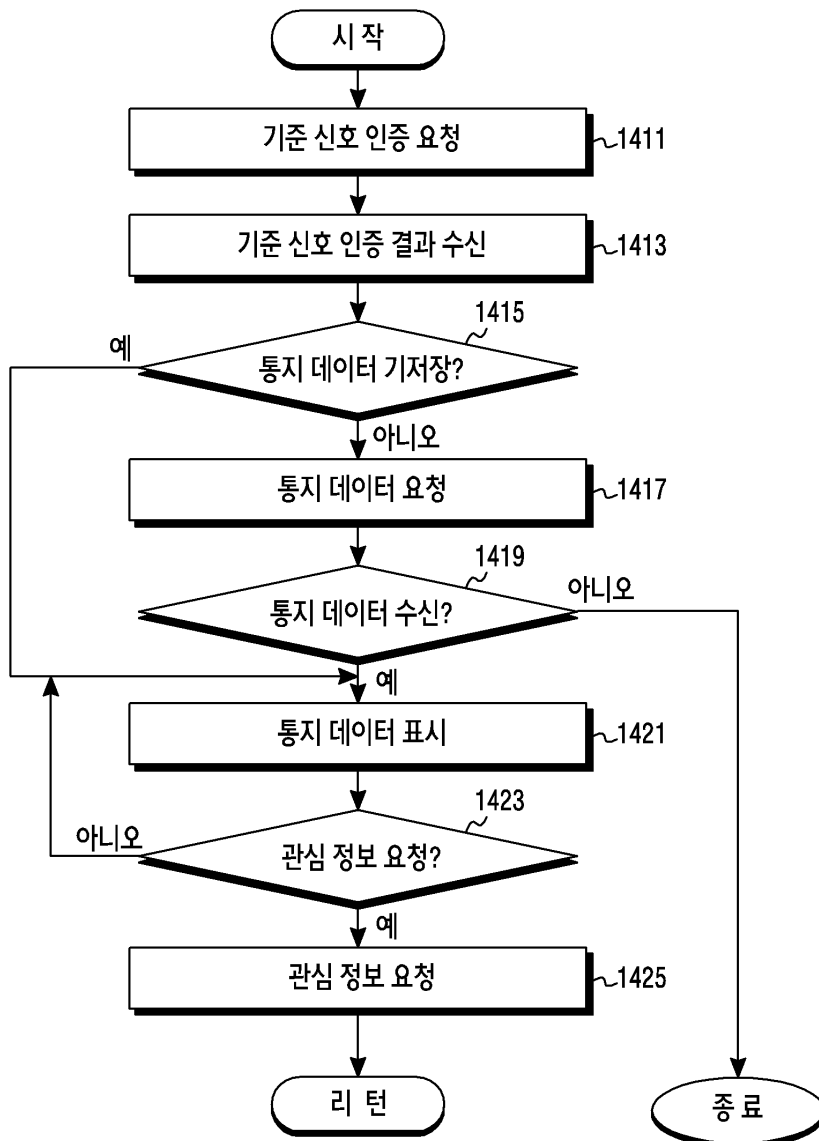 시 작
기준 신호 인증 요청
1411
기준 신호 인증 결과 수신
1413
1415
예
통지 데이터 기저장?
아니오
통지 데이터 요청
1417
1419
아니오
통지 데이터 수신?
예
통지 데이터 표시
1421
1423
아니오
관심 정보 요청?
예
관심 정보 요청
1425
리 턴
종 료